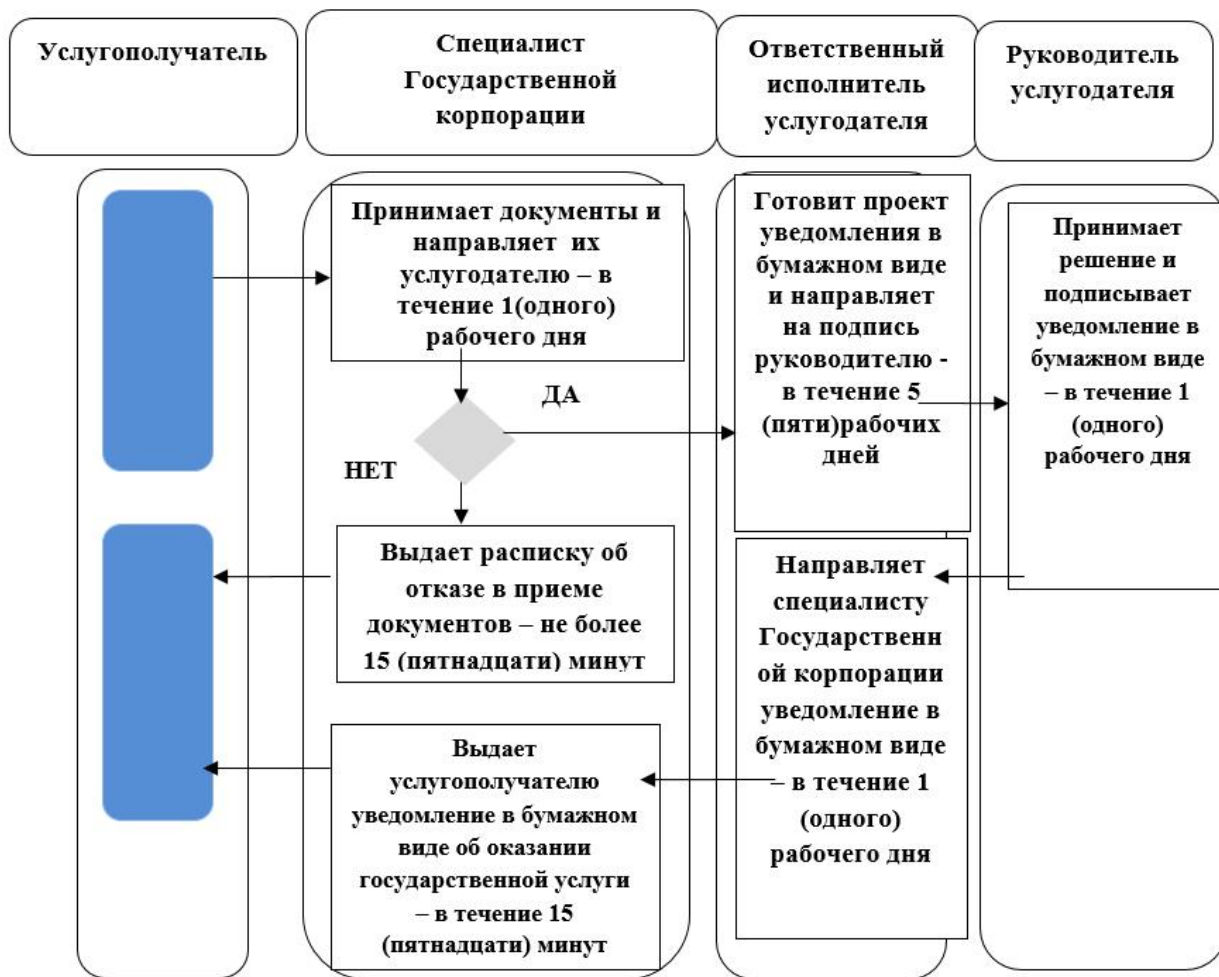 Услугополучатель
Специалист
Государственной
корпорации
Ответственный
исполнитель
услугодателя
Руководитель
услугодателя
Принимает документы и
направляет их
услугодателю – в
течение 1(одного)
рабочего дня
ДА
НЕТ
Готовит проект
уведомления в
бумажном виде
и направляет
на подпись
руководителю -
в течение 5
(пяти)рабочих
дней
Принимает
решение и
подписывает
уведомление в
бумажном виде
– в течение 1
(одного)
рабочего дня
Выдает расписку об
отказе в приеме
документов – не более
15 (пятнадцати) минут
Направляет
специалисту
Государственн
ой корпорации
уведомление в
бумажном виде
– в течение 1
(одного)
рабочего дня
Выдает
услугополучателю
уведомление в бумажном
виде об оказании
государственной услуги
– в течение 15
(пятнадцати) минут